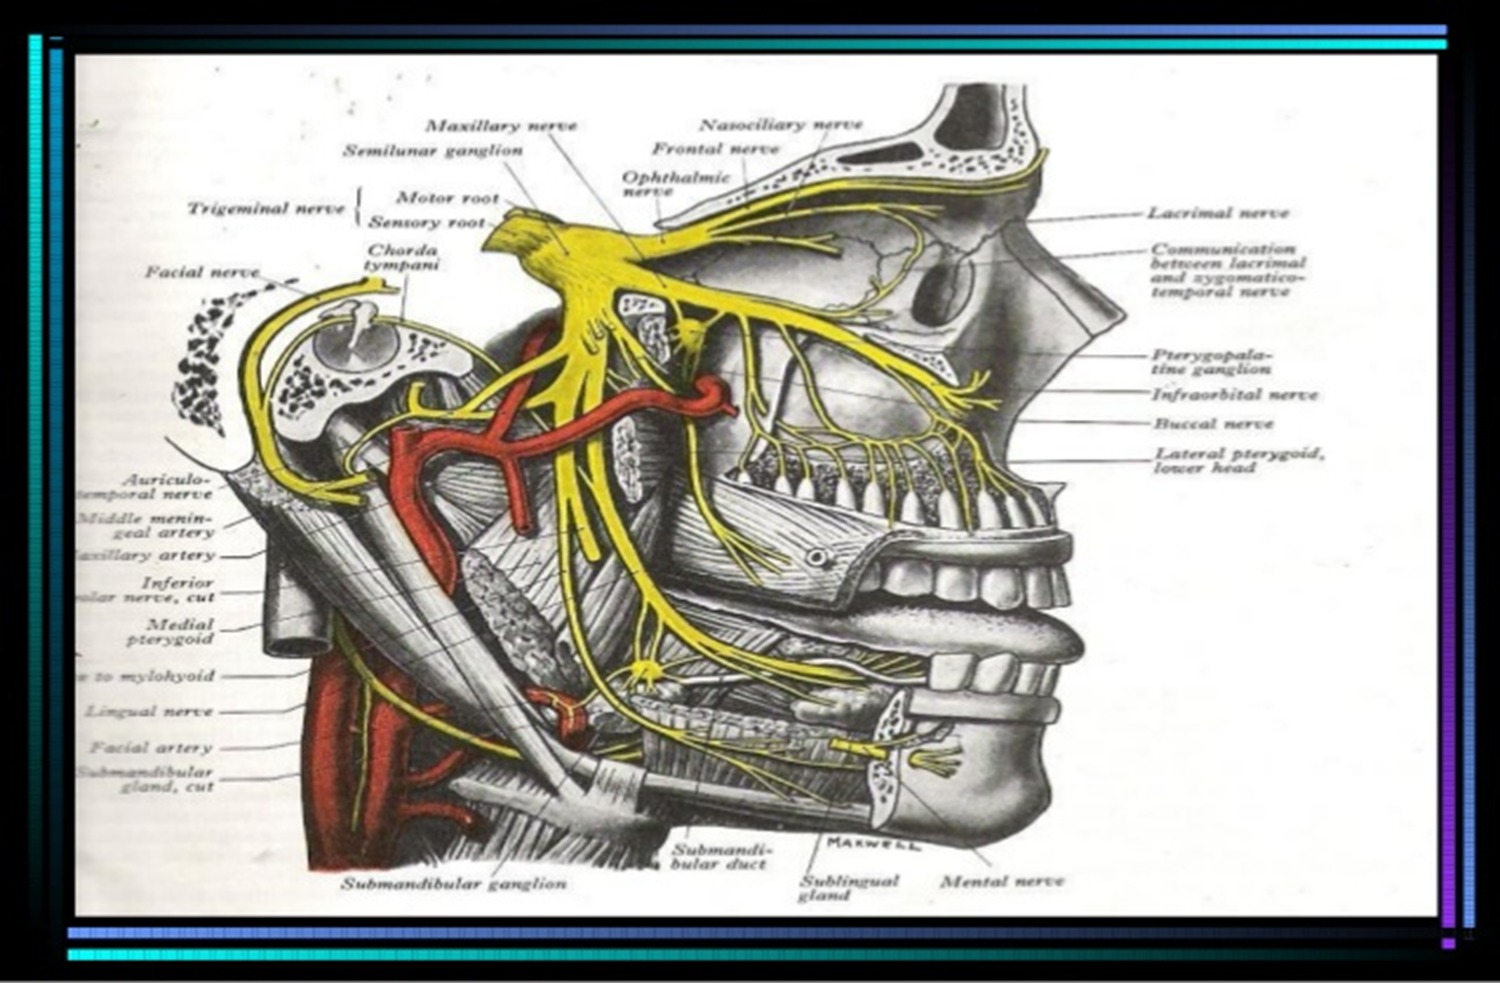 Maxillary nerve
Semilunar ganglion
Nasociliary nerve
Frontal nerve
Ophthalmic
nerve
Trigeminal nerve
Motor root
Sensory root
Chorda
tympani
Facial nerve
Lacrimal nerve
Communication
between lacrimal
and zygomatico-
temporal nerve
Pterygopala-
tine ganglion
Infraorbital nerve
Buccal nerve
Lateral pterygoid,
lower head
Auriculo-
temporal nerve
Middle menin-
geal artery
axillary artery
Inferior
olar nerve, cut
Medial
pterygoid
e to mylohyoid
Lingual nerve
Facial artery
Submandibular
gland, cut
Submandibular ganglion
Submandi-
bular duct
MAXWELL
Sublingual
gland
Mental nerve